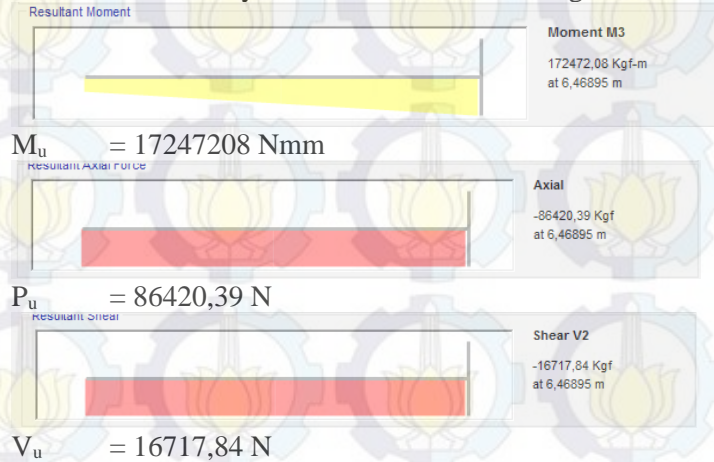 Resultant Moment
Moment M3
172472,08 Kgf-m
at 6,46895 m
Mu = 17247208 Nmm
Resultant Axial Force
Axial
-86420,39 Kgf
at 6,46895 m
Pu = 86420,39 N
Resultant Shear
Shear V2
-16717,84 Kgf
at 6,46895 m
Vu = 16717,84 N